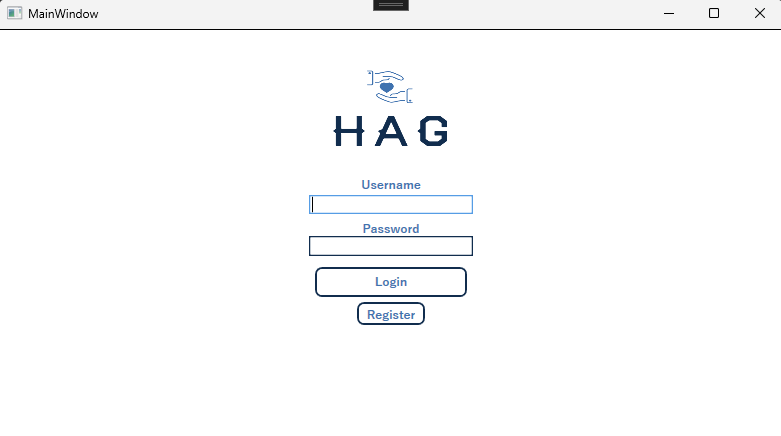 MainWindow
HAG
Username
Password
Login
Register